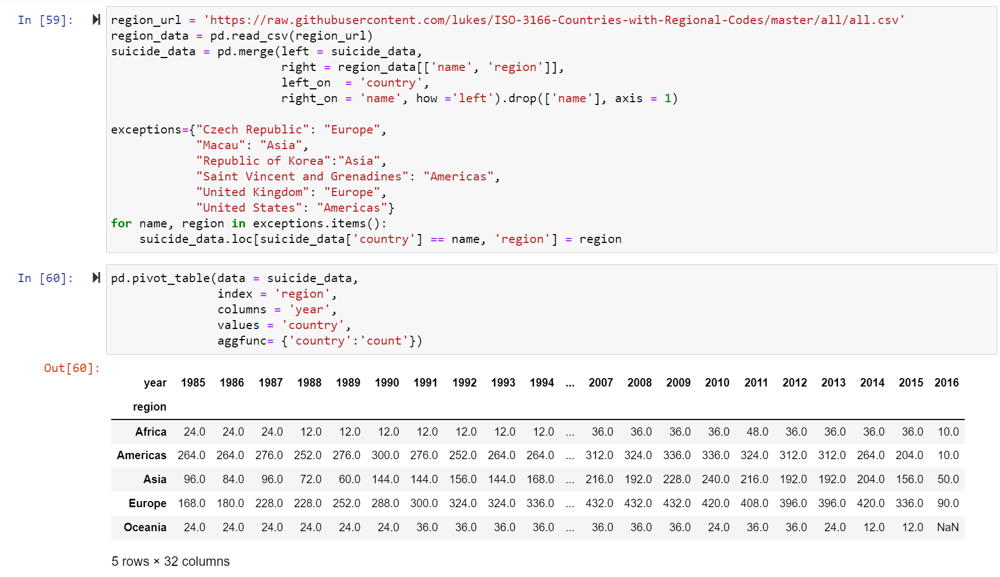 In [59]:
region_url = 'https://raw.githubusercontent.com/lukes/ISO-3166-Countries-with-Regional-Codes/master/all/all.csv'
region_data = pd.read_csv(region_url)
suicide_data = pd.merge(left = suicide_data,
                        right = region_data[['name', 'region']],
                        left_on  = 'country',
                        right_on = 'name', how ='left').drop(['name'], axis = 1)

exceptions={"Czech Republic": "Europe",
            "Macau": "Asia",
            "Republic of Korea":"Asia",
            "Saint Vincent and Grenadines": "Americas",
            "United Kingdom": "Europe",
            "United States": "Americas"}
for name, region in exceptions.items():
    suicide_data.loc[suicide_data['country'] == name, 'region'] = region
In [60]:
pd.pivot_table(data = suicide_data,
               index = 'region',
               columns = 'year',
               values = 'country',
               aggfunc= {'country':'count'})
Out[60]:
year 1985 1986 1987 1988 1989 1990 1991 1992 1993 1994 ... 2007 2008 2009 2010 2011 2012 2013 2014 2015 2016
region
Africa 24.0 24.0 24.0 12.0 12.0 12.0 12.0 12.0 12.0 12.0 ... 36.0 36.0 36.0 36.0 48.0 36.0 36.0 36.0 36.0 10.0
Americas 264.0 264.0 276.0 252.0 276.0 300.0 276.0 252.0 264.0 264.0 ... 312.0 324.0 336.0 336.0 324.0 312.0 312.0 264.0 204.0 10.0
Asia 96.0 84.0 96.0 72.0 60.0 144.0 144.0 156.0 144.0 168.0 ... 216.0 192.0 228.0 240.0 216.0 192.0 192.0 204.0 156.0 50.0
Europe 168.0 180.0 228.0 228.0 252.0 288.0 300.0 324.0 324.0 336.0 ... 432.0 432.0 432.0 420.0 408.0 396.0 396.0 420.0 336.0 90.0
Oceania 24.0 24.0 24.0 24.0 24.0 24.0 36.0 36.0 36.0 36.0 ... 36.0 36.0 36.0 24.0 36.0 36.0 24.0 12.0 12.0 NaN
5 rows × 32 columns